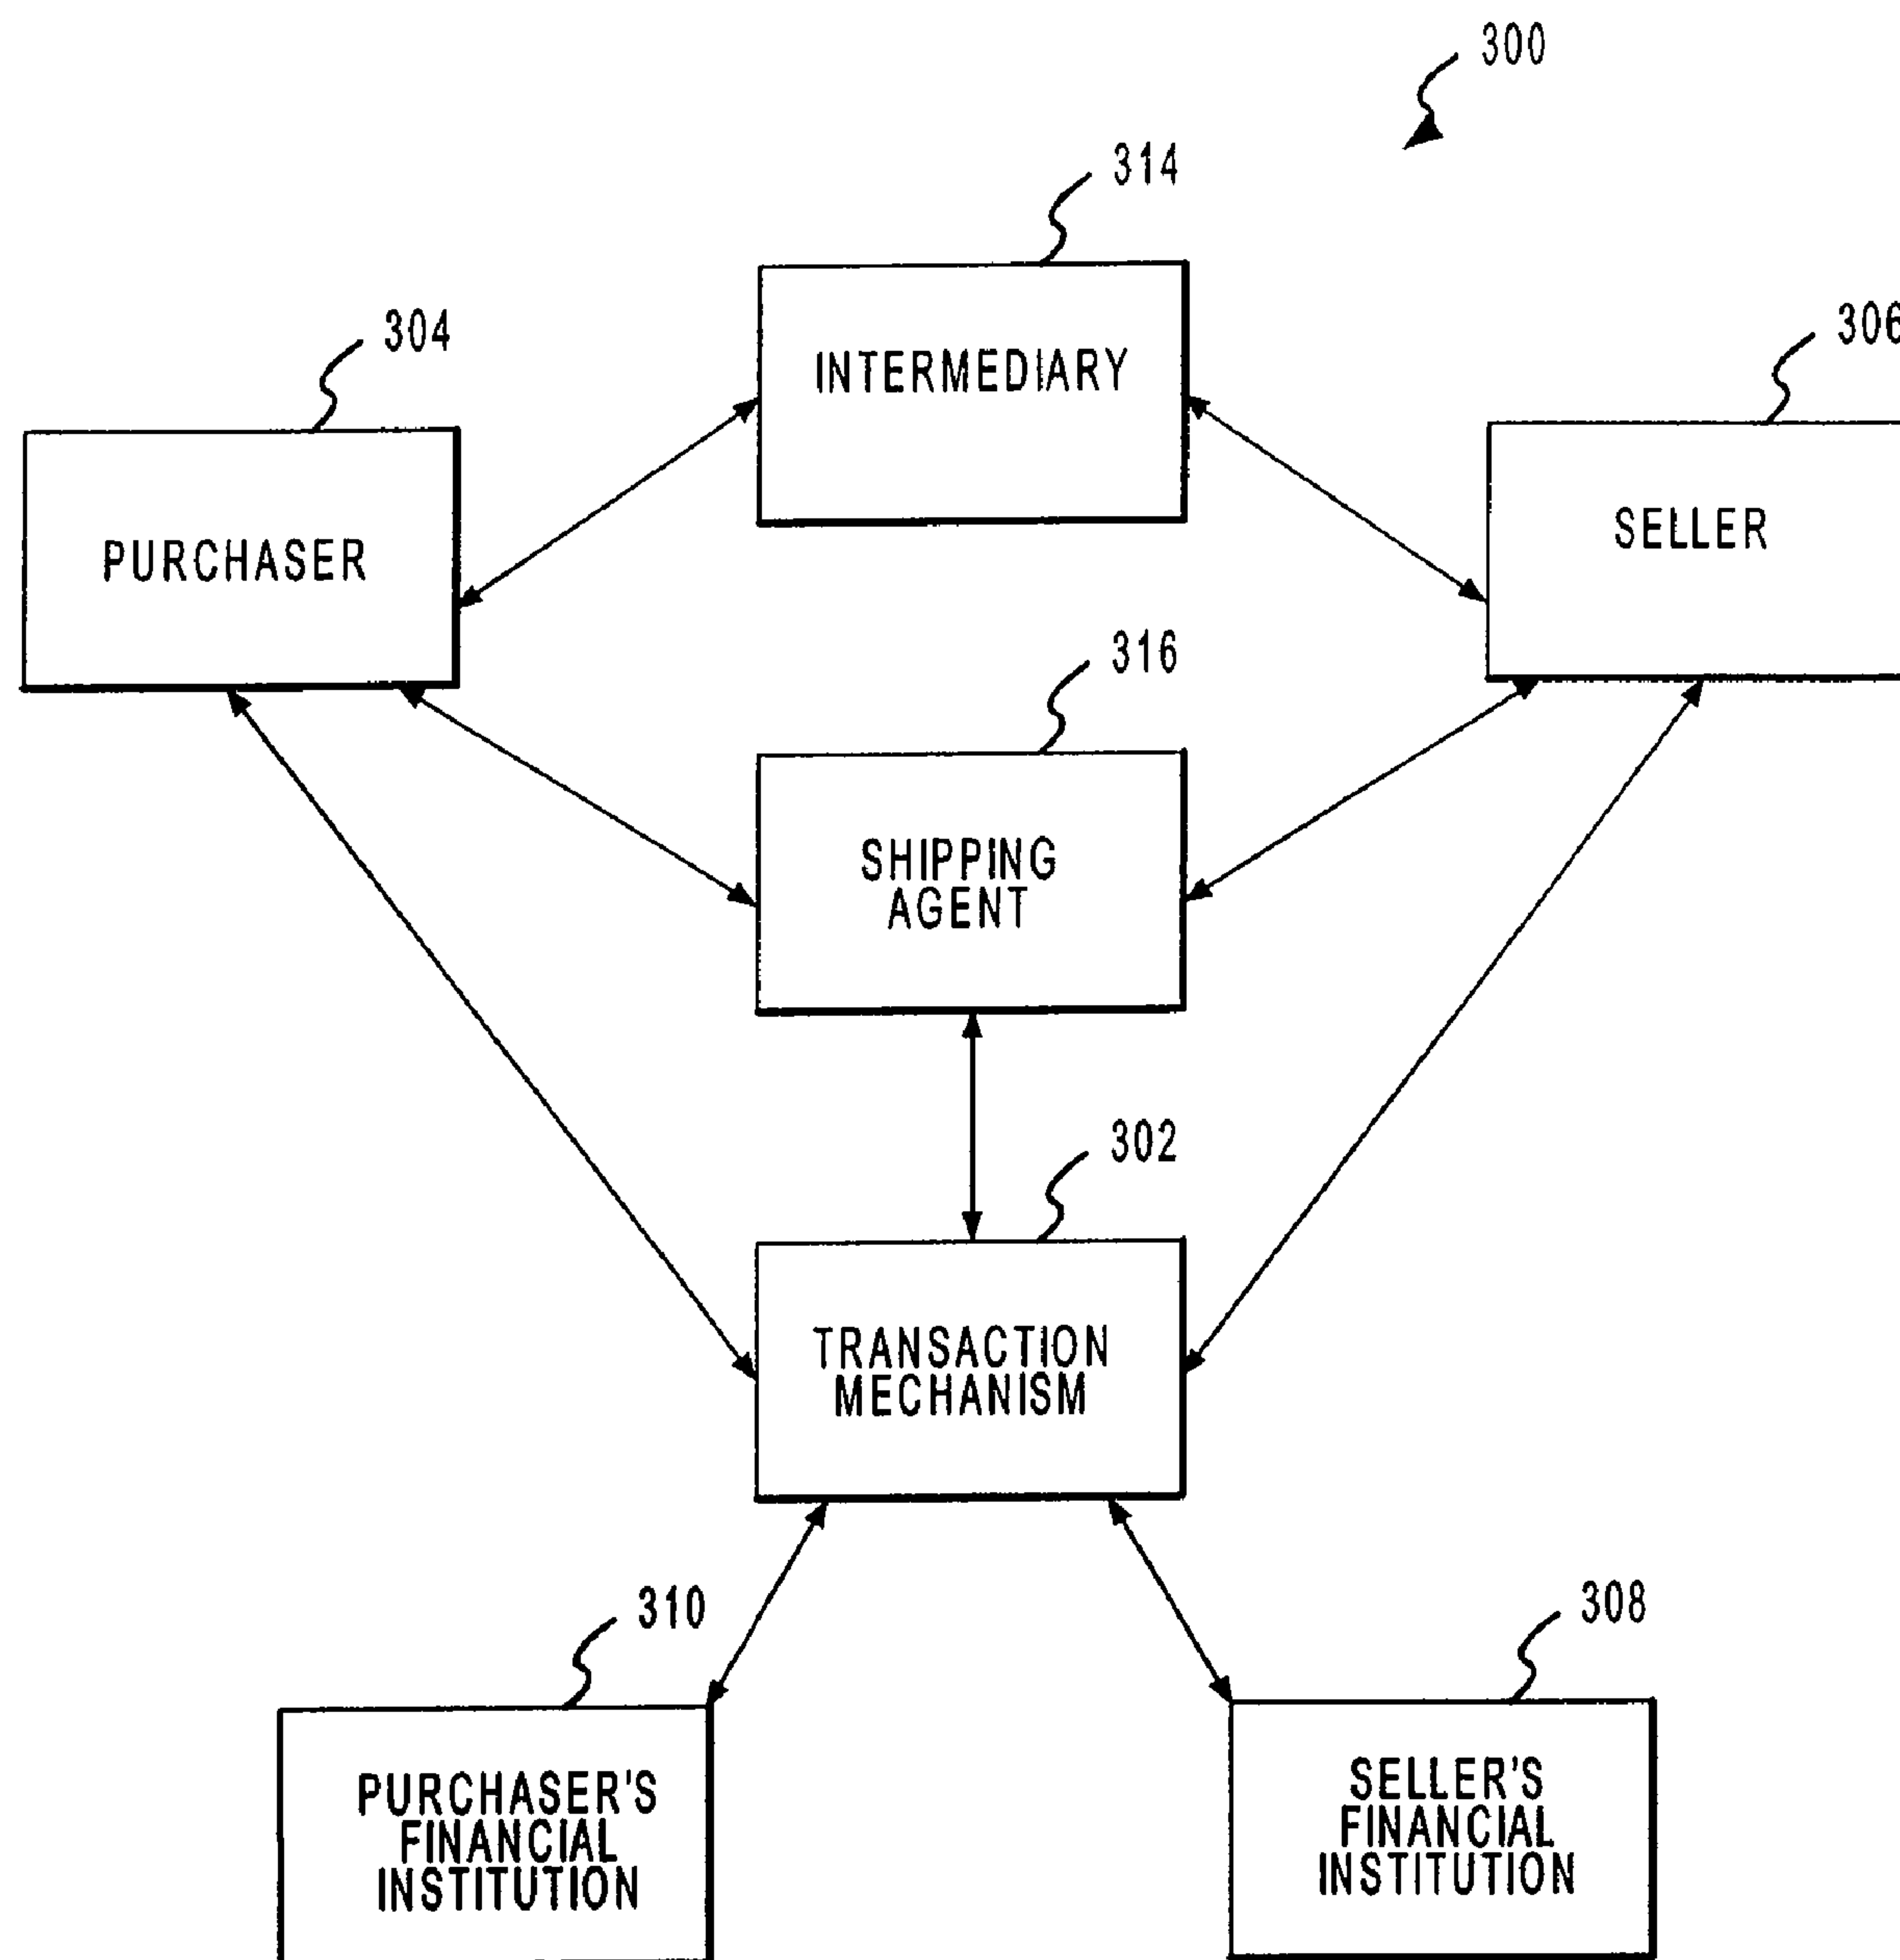 300
314
INTERMEDIARY
304
PURCHASER
306
SELLER
316
SHIPPING
AGENT
302
TRANSACTION
MECHANISM
310
PURCHASER'S
FINANCIAL
INSTITUTION
308
SELLER'S
FINANCIAL
INSTITUTION